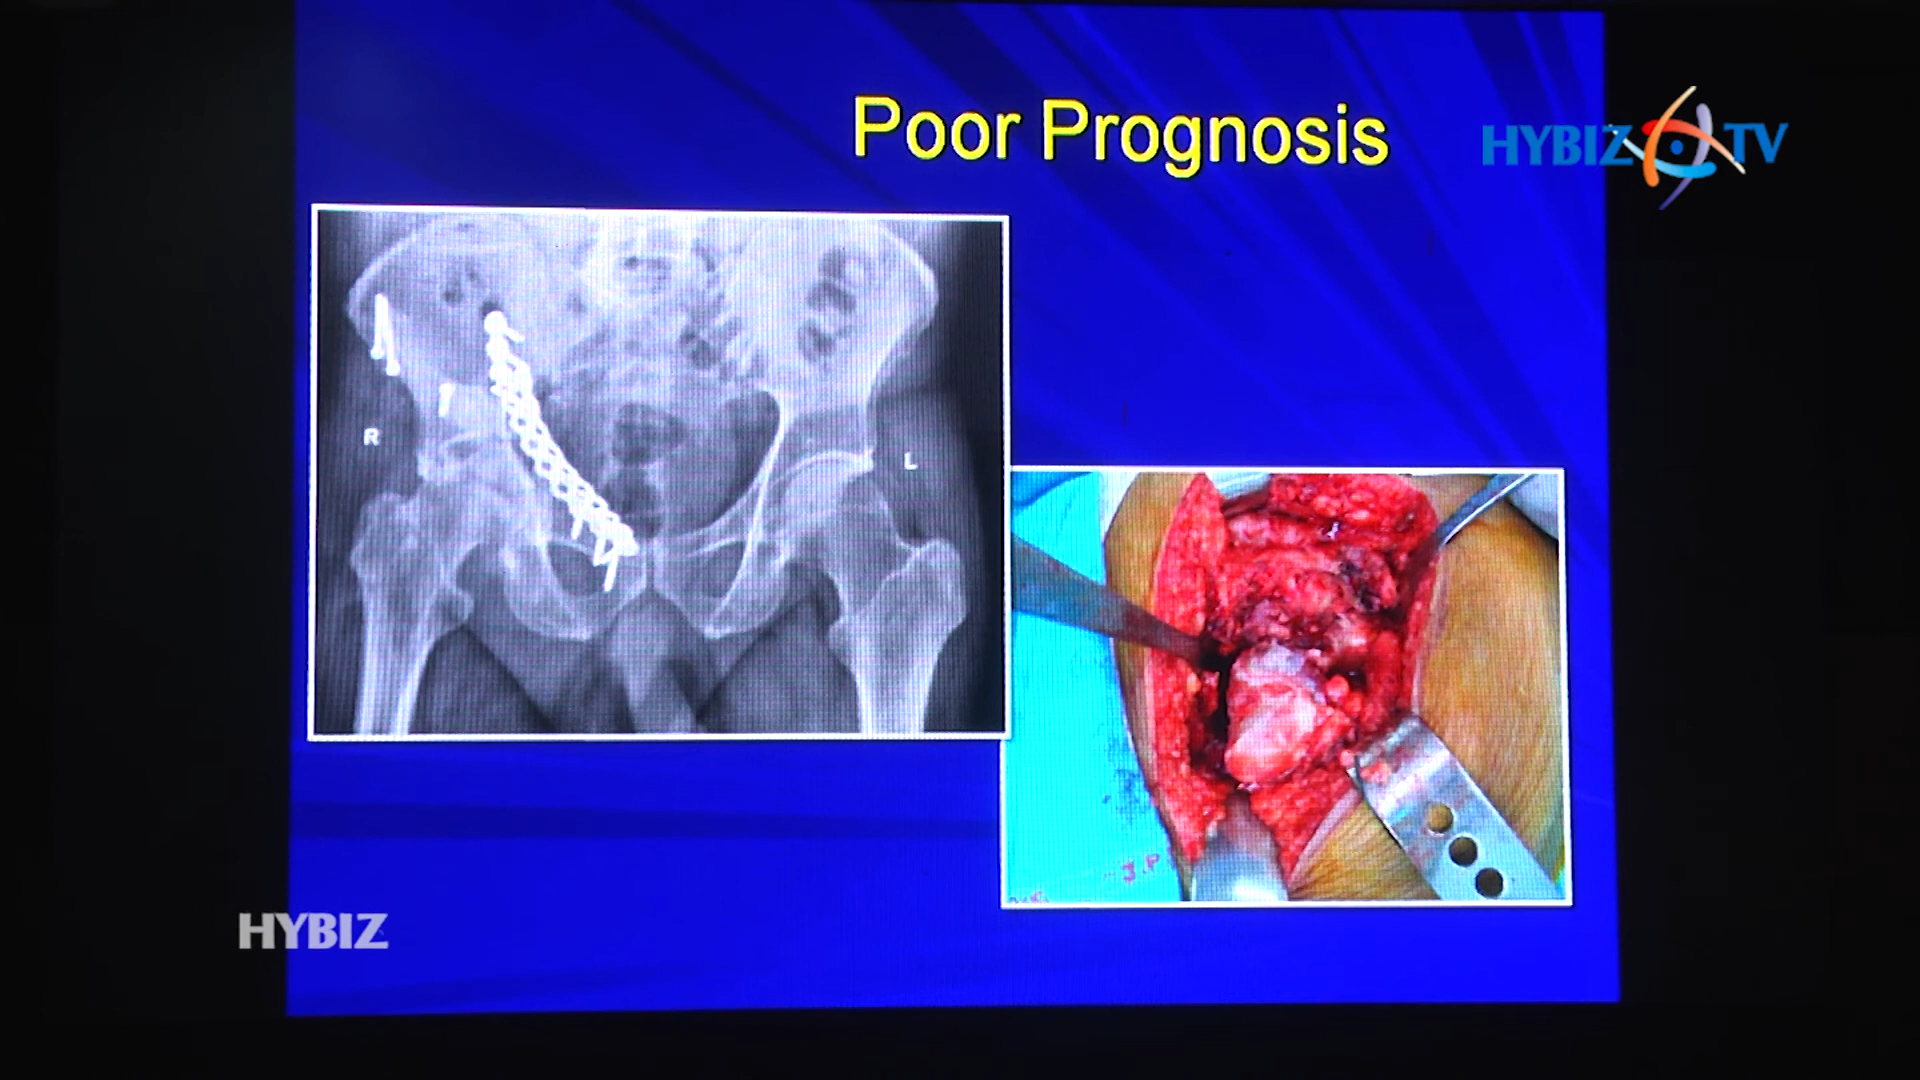 Poor Prognosis
HYBIZ TV
R
L
J.P
HYBIZ